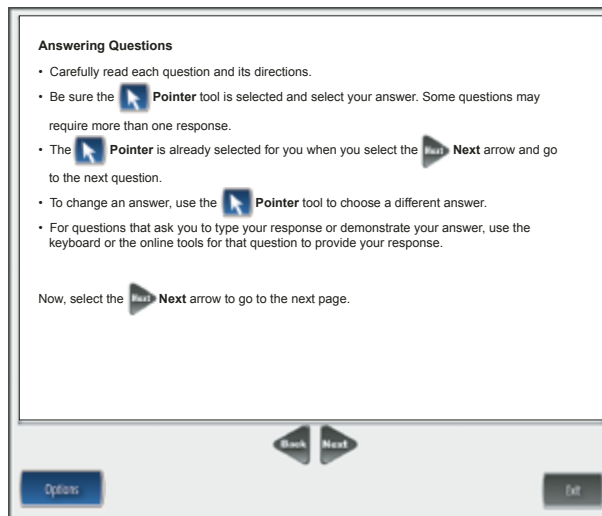 Answering Questions
• Carefully read each question and its directions.
• Be sure the Pointer tool is selected and select your answer. Some questions may
require more than one response.
• The Pointer is already selected for you when you select the Next Next arrow and go
to the next question.
• To change an answer, use the Pointer tool to choose a different answer.
• For questions that ask you to type your response or demonstrate your answer, use the
keyboard or the online tools for that question to provide your response.
Now, select the Next Next arrow to go to the next page.
Back Next
Options Exit